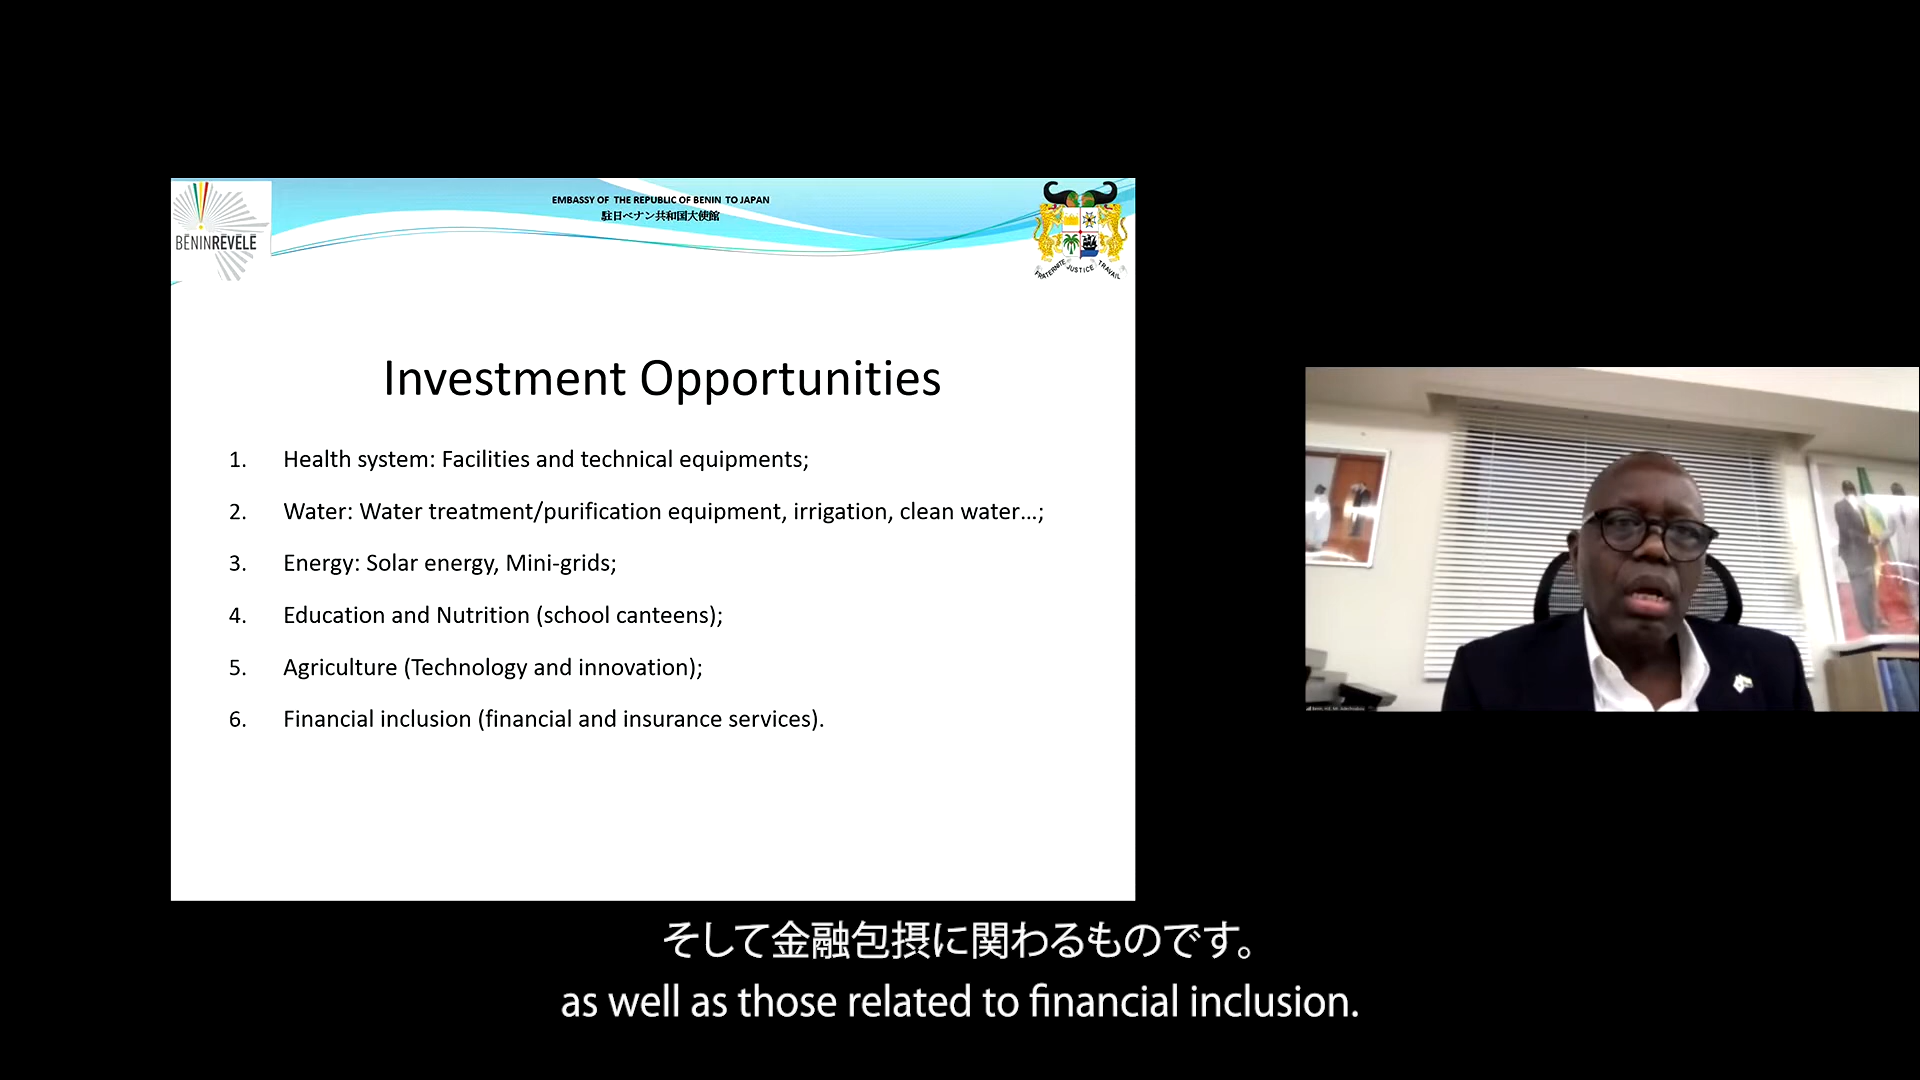 EMBASSY OF THE REPUBLIC OF BENIN TO JAPAN
駐日ベナン共和国大使館
BĒNINRĒVĒLĒ
FRATERNITE JUSTICE TRAVAIL
Investment Opportunities
1. Health system: Facilities and technical equipments;
2. Water: Water treatment/purification equipment, irrigation, clean water…;
3. Energy: Solar energy, Mini-grids;
4. Education and Nutrition (school canteens);
5. Agriculture (Technology and innovation);
6. Financial inclusion (financial and insurance services).
そして金融包摂に関わるものです。
as well as those related to financial inclusion.